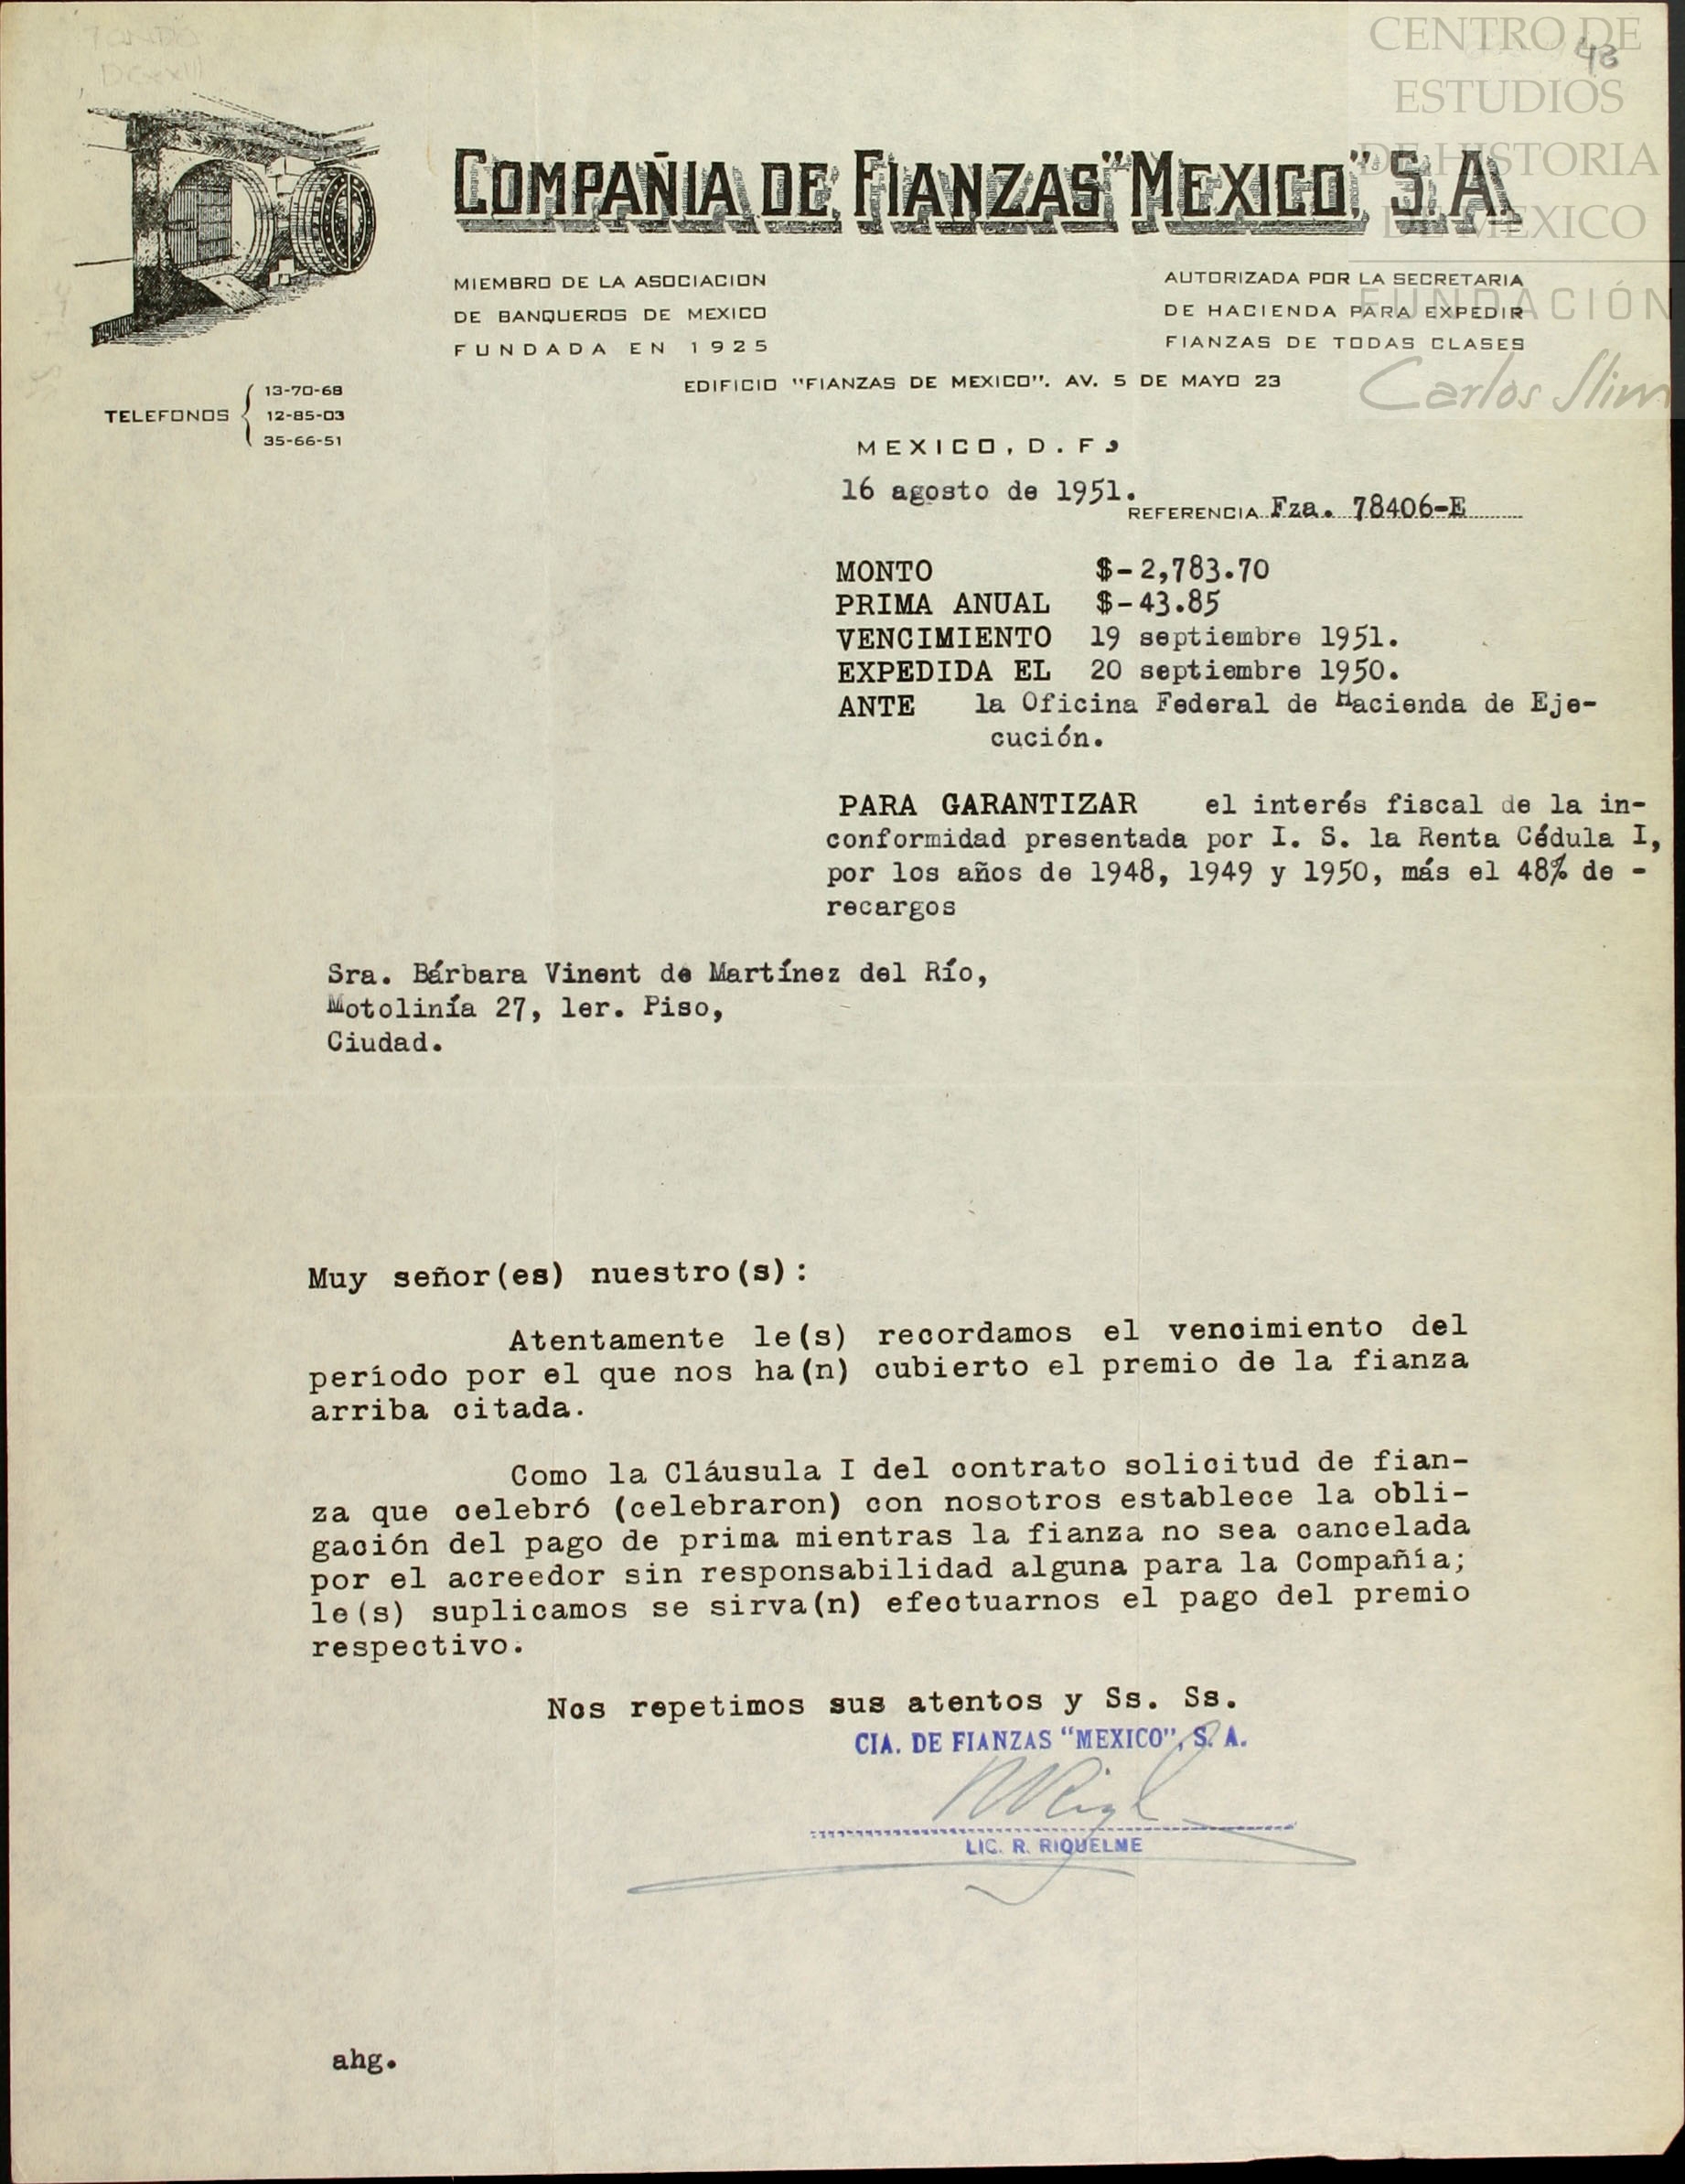 CENTRO DE
ESTUDIOS
DE HISTORIA
DE MEXICO
FUNDACIÓN
Carlos Slim
43
COMPAÑIA DE FIANZAS "MEXICO", S. A.
MIEMBRO DE LA ASOCIACION
DE BANQUEROS DE MEXICO
FUNDADA EN 1925
AUTORIZADA POR LA SECRETARIA
DE HACIENDA PARA EXPEDIR
FIANZAS DE TODAS CLASES
EDIFICIO "FIANZAS DE MEXICO". AV. 5 DE MAYO 23
TELEFONOS
13-70-68
12-85-03
35-66-51
MEXICO, D. F,
16 agosto de 1951.
REFERENCIA Fza. 78406-E
MONTO $-2,783.70
PRIMA ANUAL $-43.85
VENCIMIENTO 19 septiembre 1951.
EXPEDIDA EL 20 septiembre 1950.
ANTE la Oficina Federal de Hacienda de Eje-
cución.
PARA GARANTIZAR el interés fiscal de la in-
conformidad presentada por I. S. la Renta Cédula I,
por los años de 1948, 1949 y 1950, más el 48% de -
recargos
Sra. Bárbara Vinent de Martínez del Río,
Motolinía 27, 1er. Piso,
Ciudad.
Muy señor(es) nuestro(s):
Atentamente le(s) recordamos el vencimiento del
período por el que nos ha(n) cubierto el premio de la fianza
arriba citada.
Como la Cláusula I del contrato solicitud de fian-
za que celebró (celebraron) con nosotros establece la obli-
gación del pago de prima mientras la fianza no sea cancelada
por el acreedor sin responsabilidad alguna para la Compañía;
le(s) suplicamos se sirva(n) efectuarnos el pago del premio
respectivo.
Nos repetimos sus atentos y Ss. Ss.
CIA. DE FIANZAS "MEXICO", S. A.
LIC. R. RIQUELME
ahg.